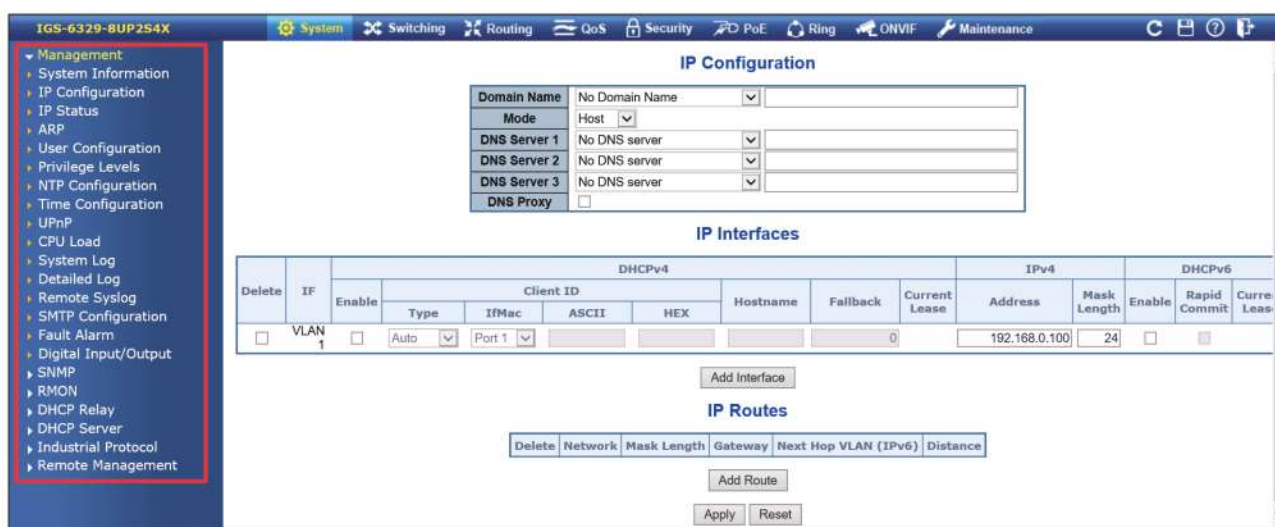 IGS-6329-8UP2S4X
System Switching Routing QoS Security PoE Ring ONVIF Maintenance
Management
System Information
IP Configuration
IP Status
ARP
User Configuration
Privilege Levels
NTP Configuration
Time Configuration
UPnP
CPU Load
System Log
Detailed Log
Remote Syslog
SMTP Configuration
Fault Alarm
Digital Input/Output
SNMP
RMON
DHCP Relay
DHCP Server
Industrial Protocol
Remote Management
IP Configuration
Domain Name No Domain Name
Mode Host
DNS Server 1 No DNS server
DNS Server 2 No DNS server
DNS Server 3 No DNS server
DNS Proxy
IP Interfaces
DHCPv4 IPv4 DHCPv6
Delete IF Enable Client ID Hostname Fallback Current Lease Address Mask Length Enable Rapid Commit Curre Leas
Type IfMac ASCII HEX
VLAN 1 Auto Port 1 0 192.168.0.100 24
Add Interface
IP Routes
Delete Network Mask Length Gateway Next Hop VLAN (IPv6) Distance
Add Route
Apply Reset